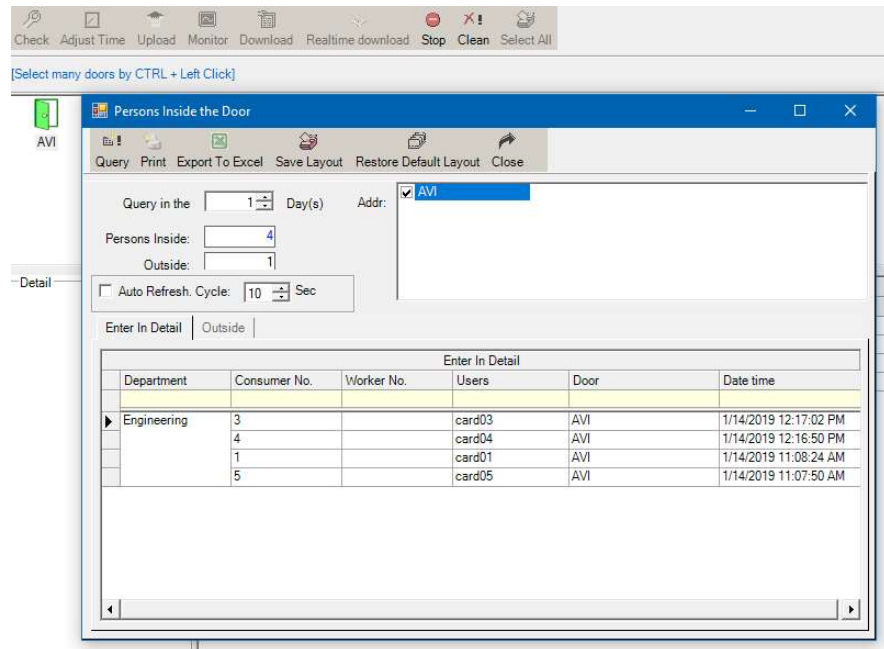 Check Adjust Time Upload Monitor Download Realtime download Stop Clean Select All
[Select many doors by CTRL + Left Click]
AVI
Persons Inside the Door
Query Print Export To Excel Save Layout Restore Default Layout Close
Query in the 1 Day(s) Addr: AVI
Persons Inside: 4
Outside: 1
Detail
Auto Refresh. Cycle: 10 Sec
Enter In Detail Outside
Enter In Detail
Department Consumer No. Worker No. Users Door Date time
Engineering 3 card03 AVI 1/14/2019 12:17:02 PM
4 card04 AVI 1/14/2019 12:16:50 PM
1 card01 AVI 1/14/2019 11:08:24 AM
5 card05 AVI 1/14/2019 11:07:50 AM